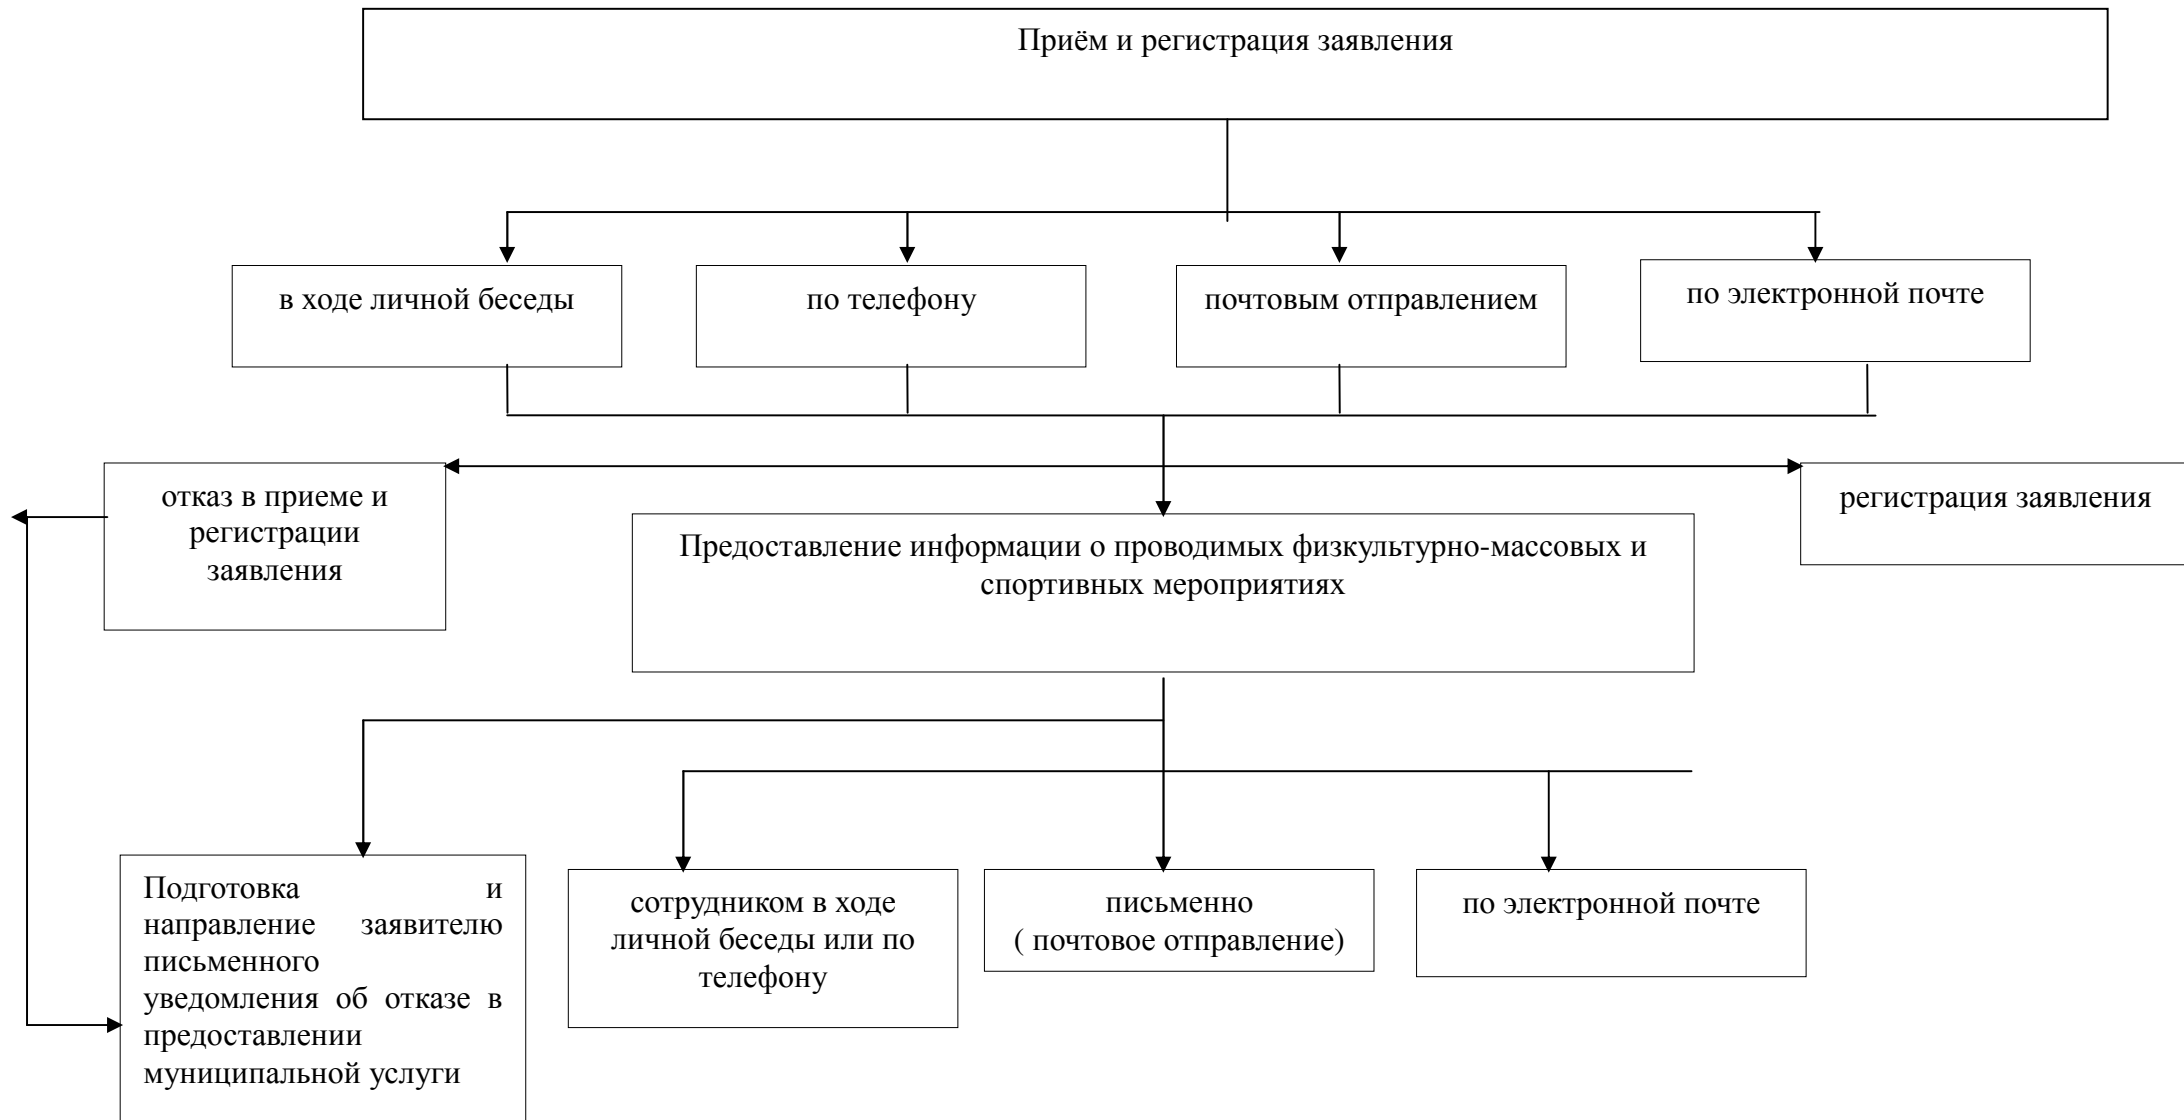 Приём и регистрация заявления
в ходе личной беседы
по телефону
почтовым отправлением
по электронной почте
отказ в приеме и
регистрации
заявления
регистрация заявления
Предоставление информации о проводимых физкультурно-массовых и
спортивных мероприятиях
Подготовка и
направление заявителю
письменного
уведомления об отказе в
предоставлении
муниципальной услуги
сотрудником в ходе
личной беседы или по
телефону
письменно
( почтовое отправление)
по электронной почте